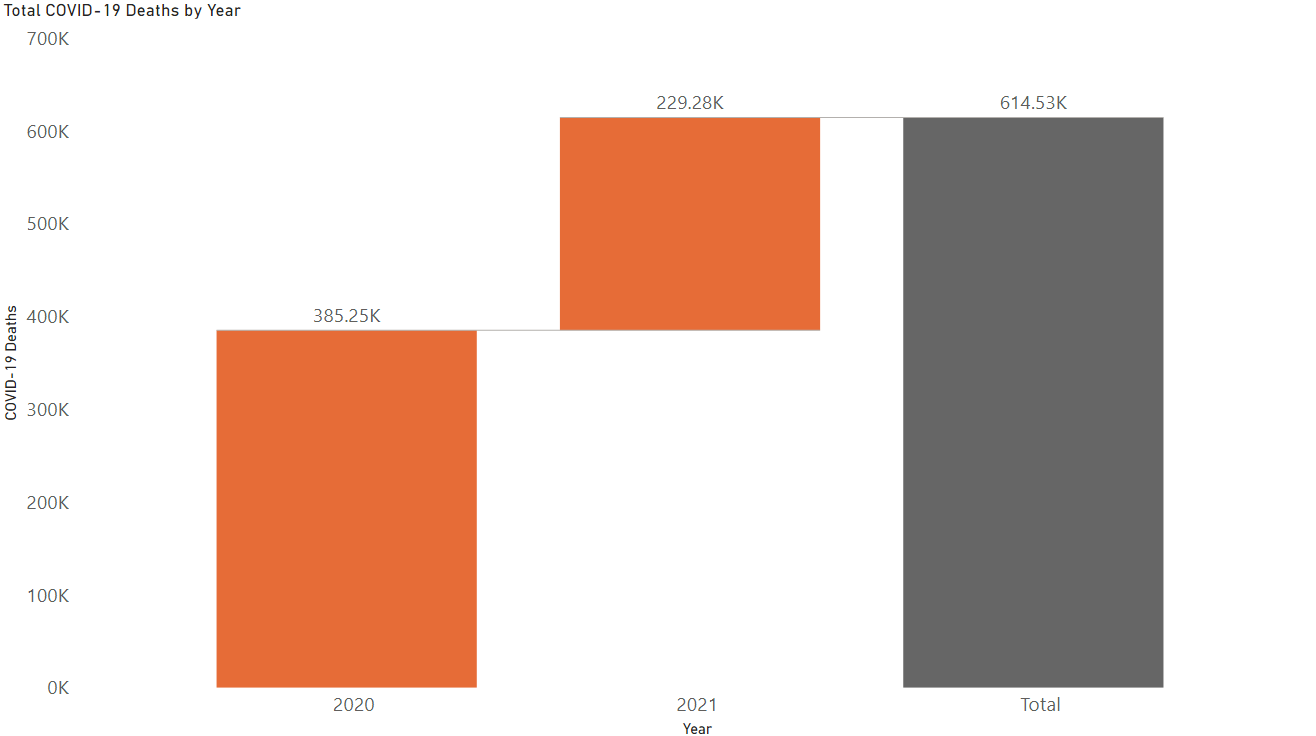 Total COVID-19 Deaths by Year
700K
600K
500K
400K
300K
200K
100K
0K
COVID-19 Deaths
385.25K
229.28K
614.53K
2020
2021
Total
Year